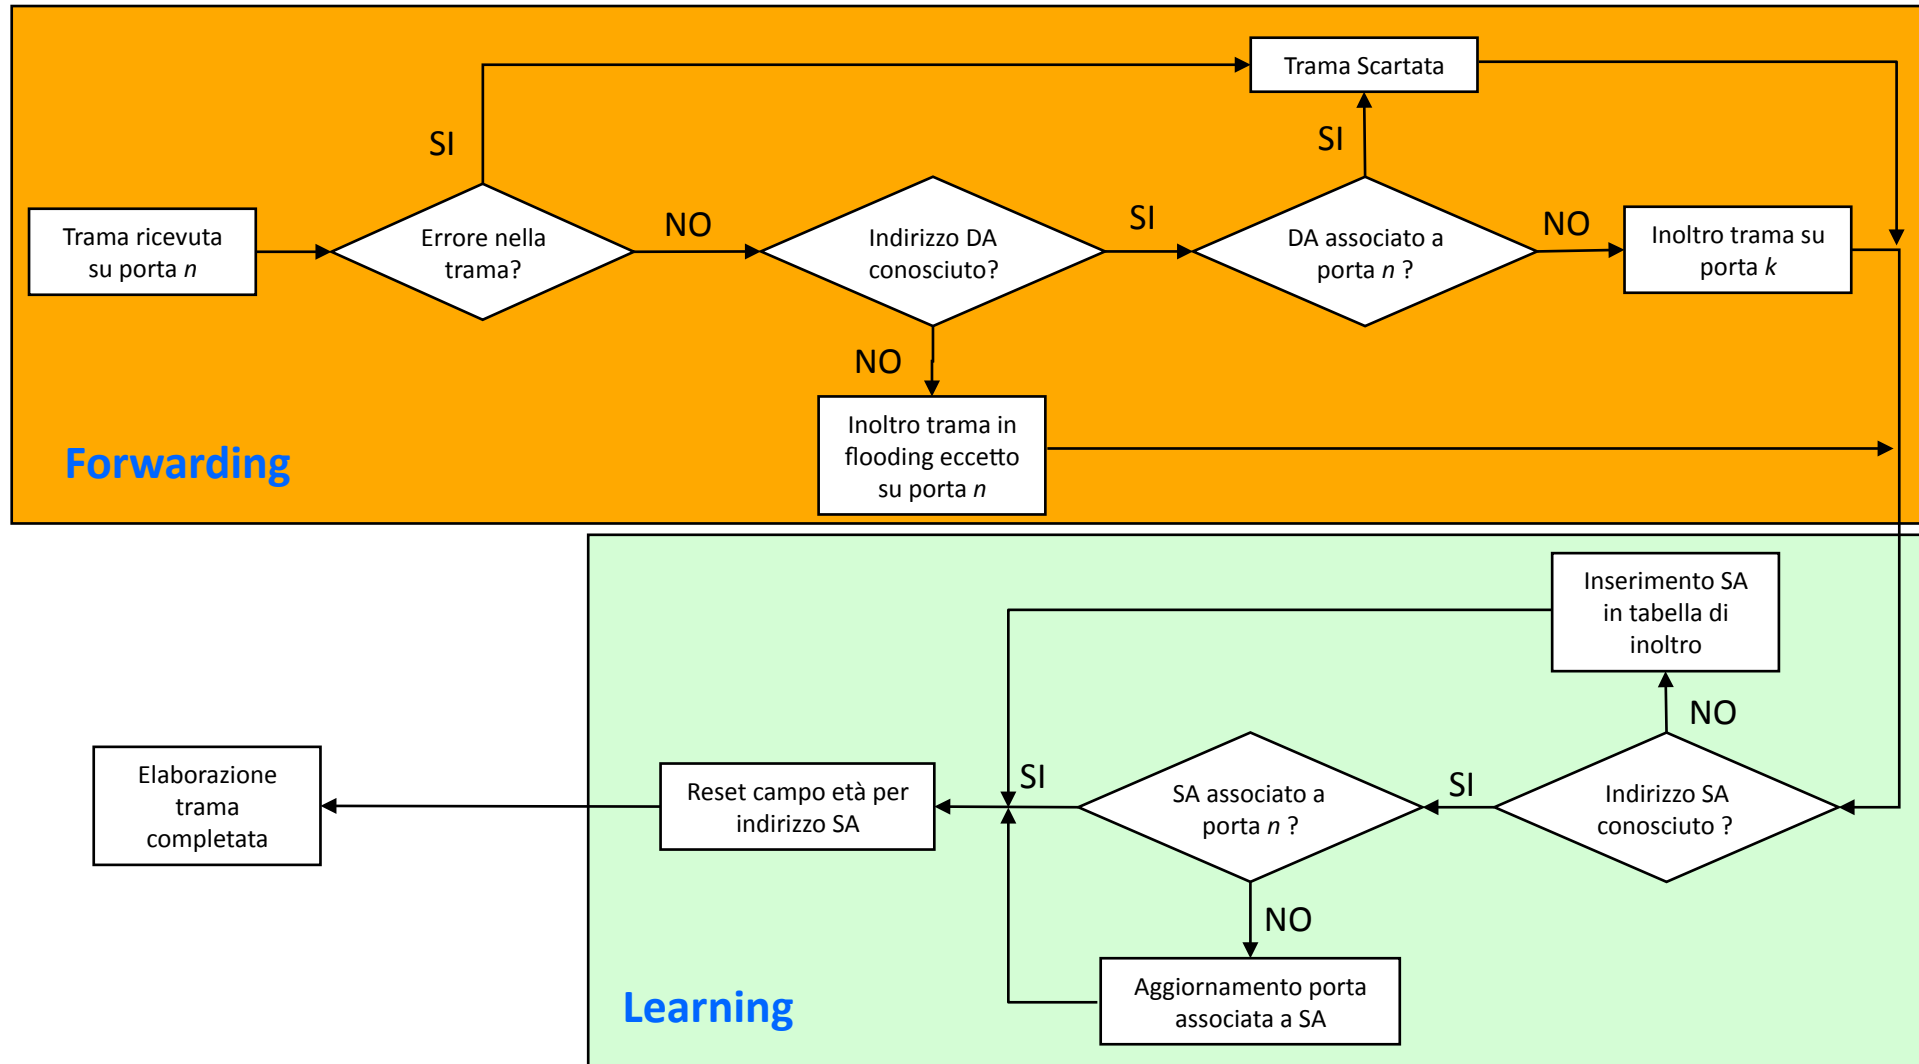 Trama Scartata
SI
SI
Trama ricevuta
su porta n
Errore nella
trama?
NO
Indirizzo DA
conosciuto?
SI
DA associato a
porta n ?
NO
Inoltro trama su
porta k
NO
Inoltro trama in
flooding eccetto
su porta n
Forwarding
Inserimento SA
in tabella di
inoltro
NO
Elaborazione
trama
completata
Reset campo età per
indirizzo SA
SI
SA associato a
porta n ?
SI
Indirizzo SA
conosciuto ?
NO
Aggiornamento porta
associata a SA
Learning